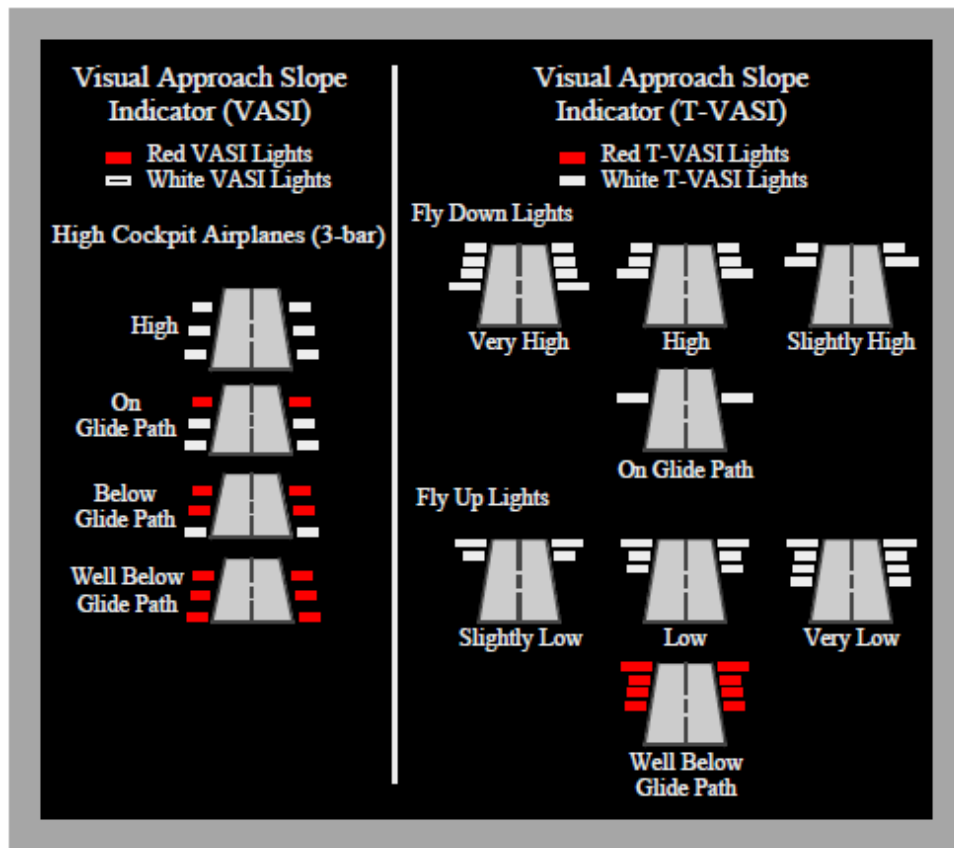 Visual Approach Slope
Indicator (VASI)
Red VASI Lights
White VASI Lights
High Cockpit Airplanes (3-bar)
High
On
Glide Path
Below
Glide Path
Well Below
Glide Path
Visual Approach Slope
Indicator (T-VASI)
Red T-VASI Lights
White T-VASI Lights
Fly Down Lights
Very High
High
Slightly High
On Glide Path
Fly Up Lights
Slightly Low
Low
Very Low
Well Below
Glide Path